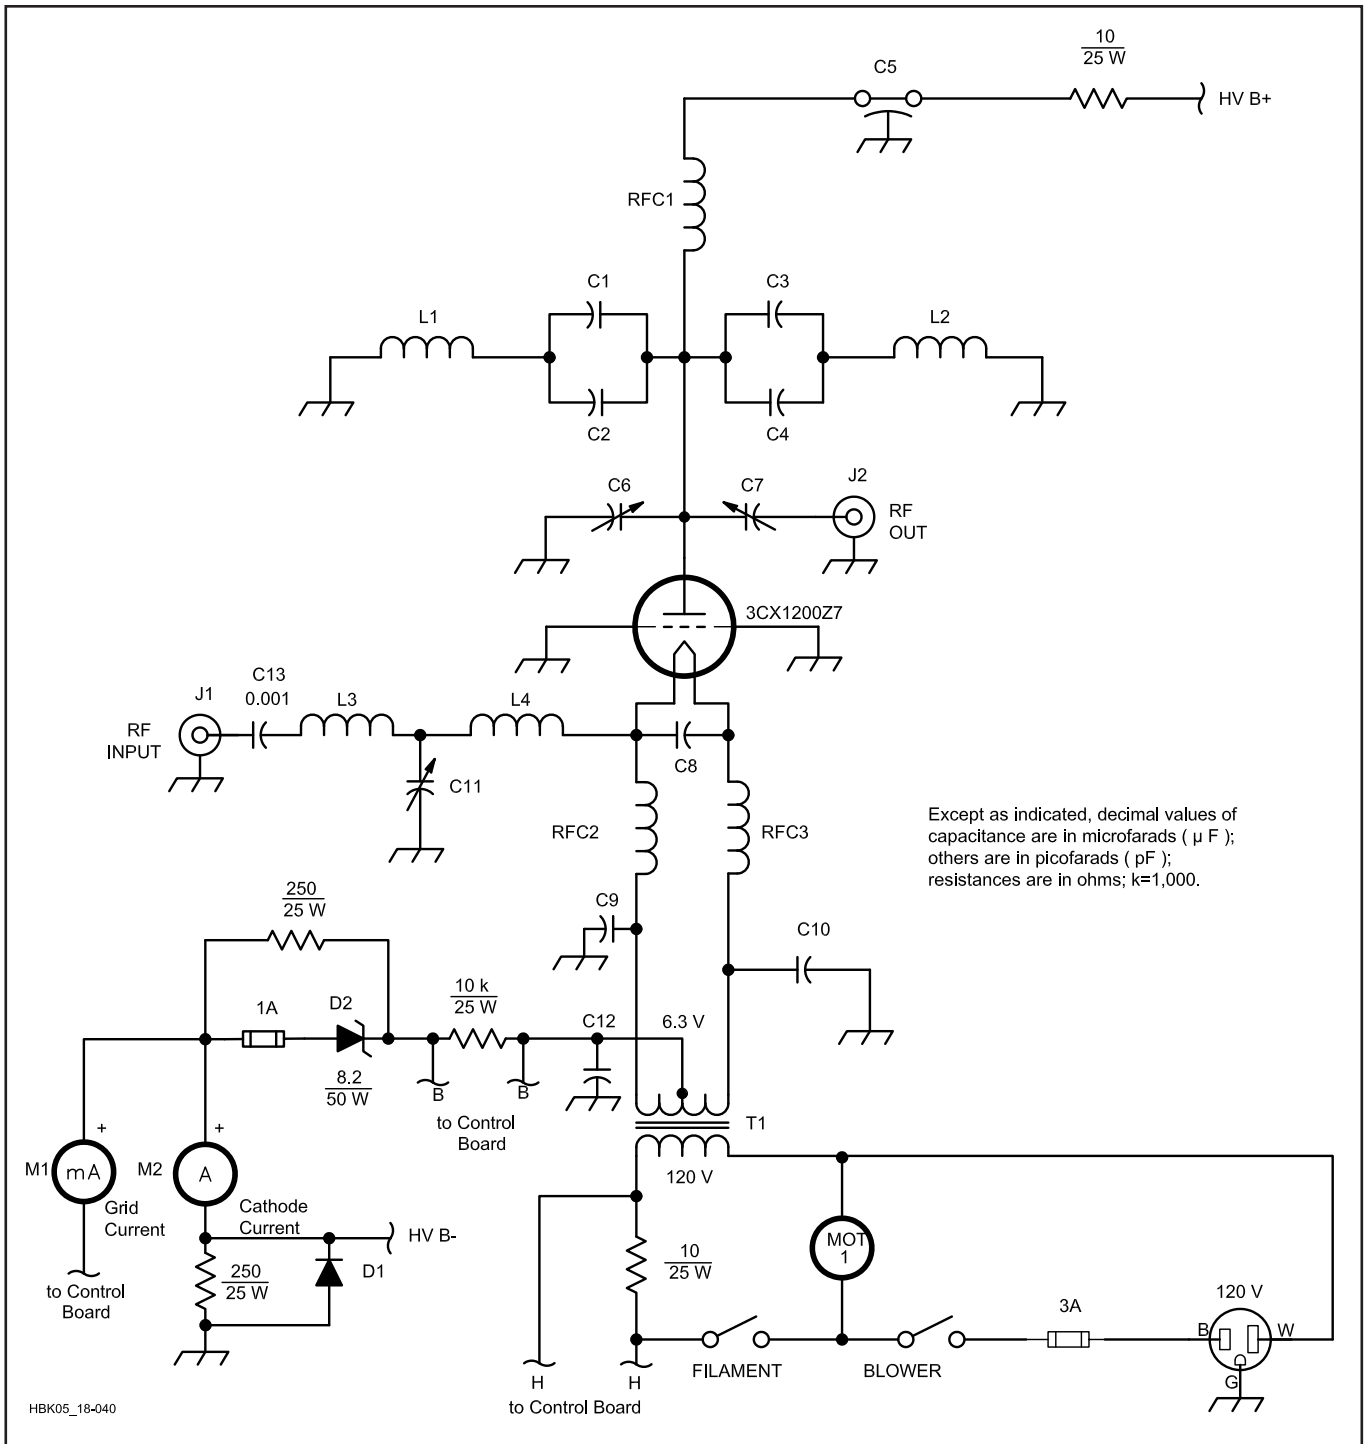 10
25 W
C5
HV B+
RFC1
C1
C3
L1
L2
C2
C4
C6
C7
J2
RF
OUT
3CX1200Z7
C13
0.001
J1
L3
L4
RF
INPUT
C8
C11
RFC2
RFC3
Except as indicated, decimal values of
capacitance are in microfarads ( µ F );
others are in picofarads ( pF );
resistances are in ohms; k=1,000.
250
25 W
C9
C10
1A
D2
10 k
25 W
C12
6.3 V
8.2
50 W
B
B
to Control
Board
T1
+
+
M1
mA
M2
A
120 V
Grid
Current
Cathode
Current
HV B-
MOT
1
10
25 W
250
25 W
D1
to Control
Board
3A
120 V
B
W
G
FILAMENT
BLOWER
H
H
to Control Board
HBK05_18-040